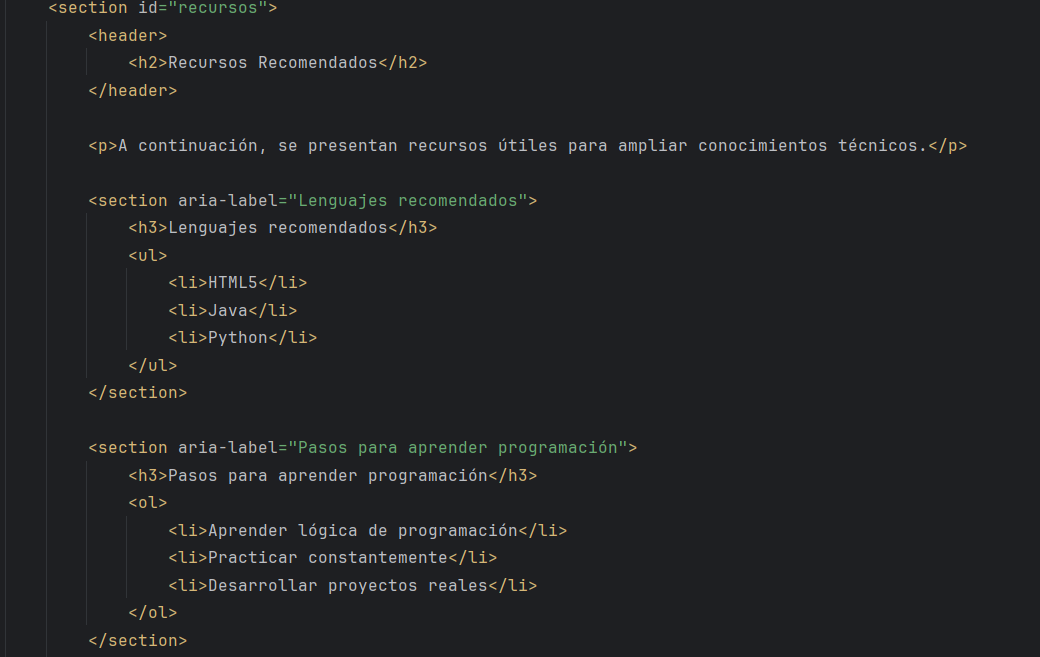 <section id="recursos">
<header>
<h2>Recursos Recomendados</h2>
</header>
<p>A continuación, se presentan recursos útiles para ampliar conocimientos técnicos.</p>
<section aria-label="Lenguajes recomendados">
<h3>Lenguajes recomendados</h3>
<ul>
<li>HTML5</li>
<li>Java</li>
<li>Python</li>
</ul>
</section>
<section aria-label="Pasos para aprender programación">
<h3>Pasos para aprender programación</h3>
<ol>
<li>Aprender lógica de programación</li>
<li>Practicar constantemente</li>
<li>Desarrollar proyectos reales</li>
</ol>
</section>